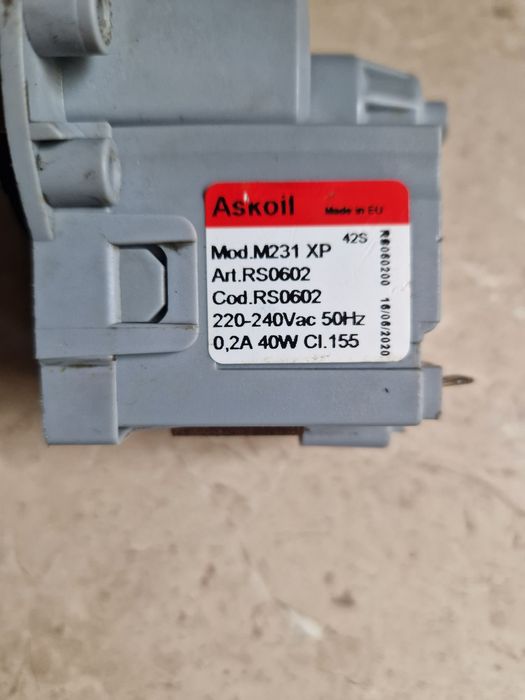 Askoil Made in EU
42S
Mod.M231 XP
Art.RS0602
Cod.RS0602
220-240Vac 50Hz
0,2A 40W Cl.155
RS060200 16/06/2020